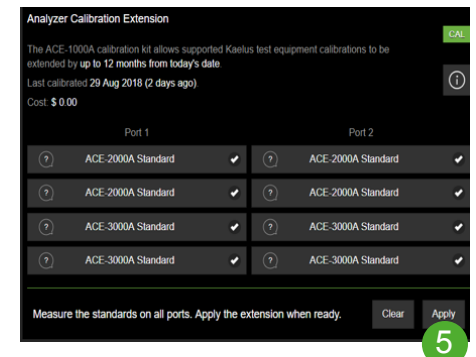 Analyzer Calibration Extension
CAL
The ACE-1000A calibration kit allows supported Kaelus test equipment calibrations to be
extended by up to 12 months from today's date.
Last calibrated 29 Aug 2018 (2 days ago).
Cost: $ 0.00
Port 1 Port 2
? ACE-2000A Standard ? ACE-2000A Standard
? ACE-2000A Standard ? ACE-2000A Standard
? ACE-3000A Standard ? ACE-3000A Standard
? ACE-3000A Standard ? ACE-3000A Standard
Measure the standards on all ports. Apply the extension when ready. Clear Apply
5